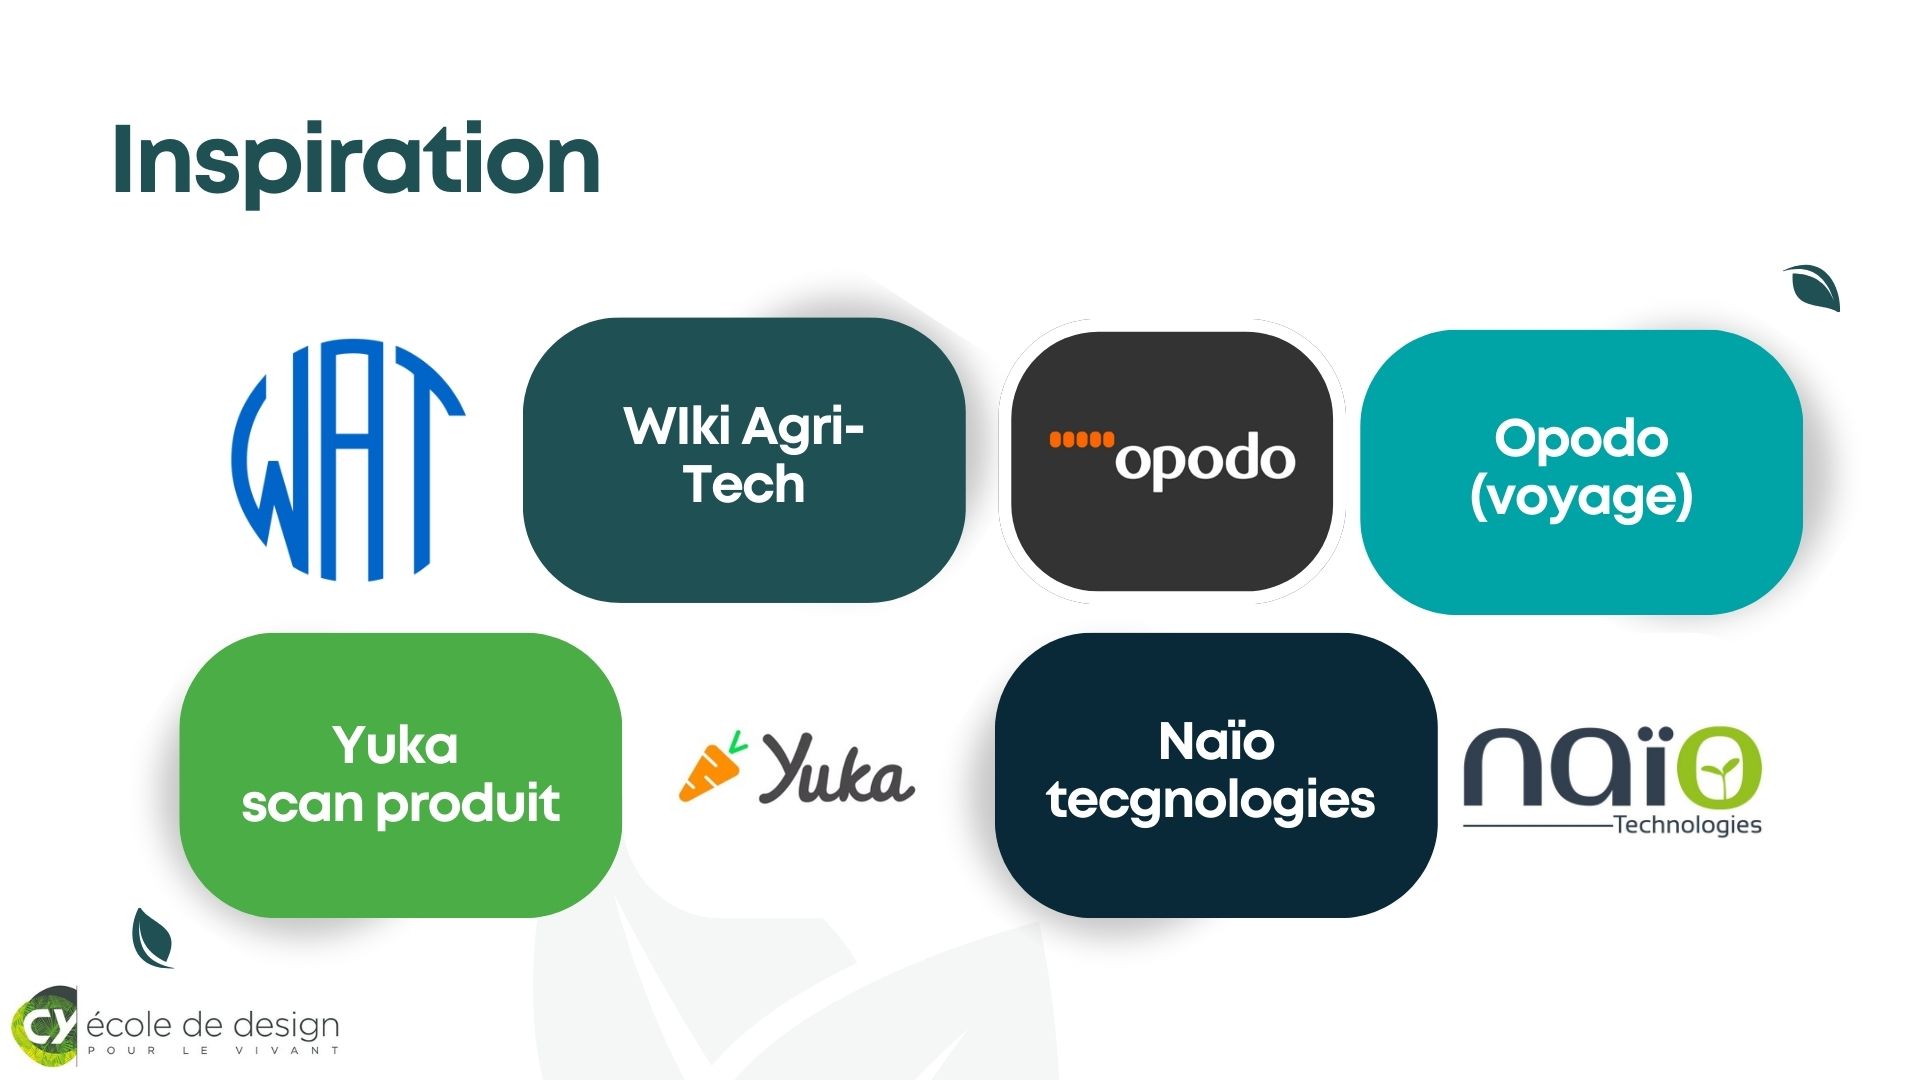 Inspiration
WAT
WIki Agri-
Tech
opodo
Opodo
(voyage)
Yuka
scan produit
Yuka
Naïo
tecgnologies
naïo
Technologies
CY école de design
POUR LE VIVANT